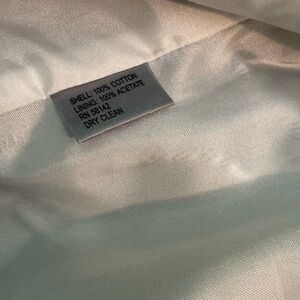 SHELL: 100% COTTON
LINING: 100% ACETATE
RN 58142
DRY CLEAN